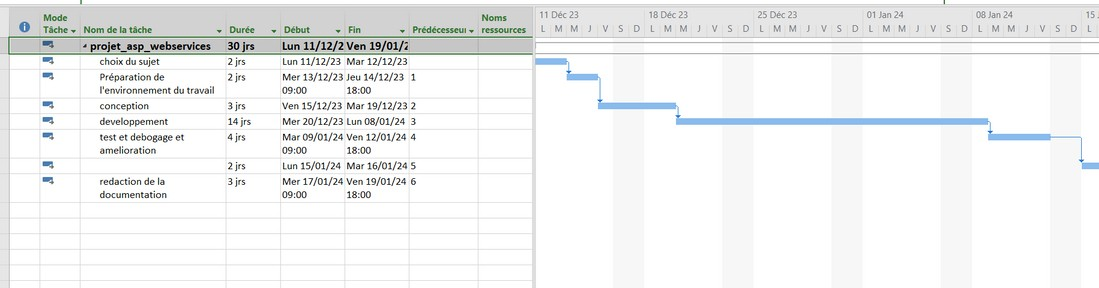 Mode Tâche Nom de la tâche Durée Début Fin Prédécesseur Noms ressources
11 Déc 23 18 Déc 23 25 Déc 23 01 Jan 24 08 Jan 24 15
L M M J V S D L M M J V S D L M M J V S D L M M J V S D L M M J V S D L
projet_asp_webservices 30 jrs Lun 11/12/2 Ven 19/01/2
choix du sujet 2 jrs Lun 11/12/23 Mar 12/12/23
Préparation de 2 jrs Mer 13/12/23 Jeu 14/12/23 1
l'environnement du travail 09:00 18:00
conception 3 jrs Ven 15/12/23 Mar 19/12/23 2
developpement 14 jrs Mer 20/12/23 Lun 08/01/24 3
test et debogage et 4 jrs Mar 09/01/24 Ven 12/01/24 4
amelioration 09:00 18:00
2 jrs Lun 15/01/24 Mar 16/01/24 5
redaction de la 3 jrs Mer 17/01/24 Ven 19/01/24 6
documentation 09:00 18:00